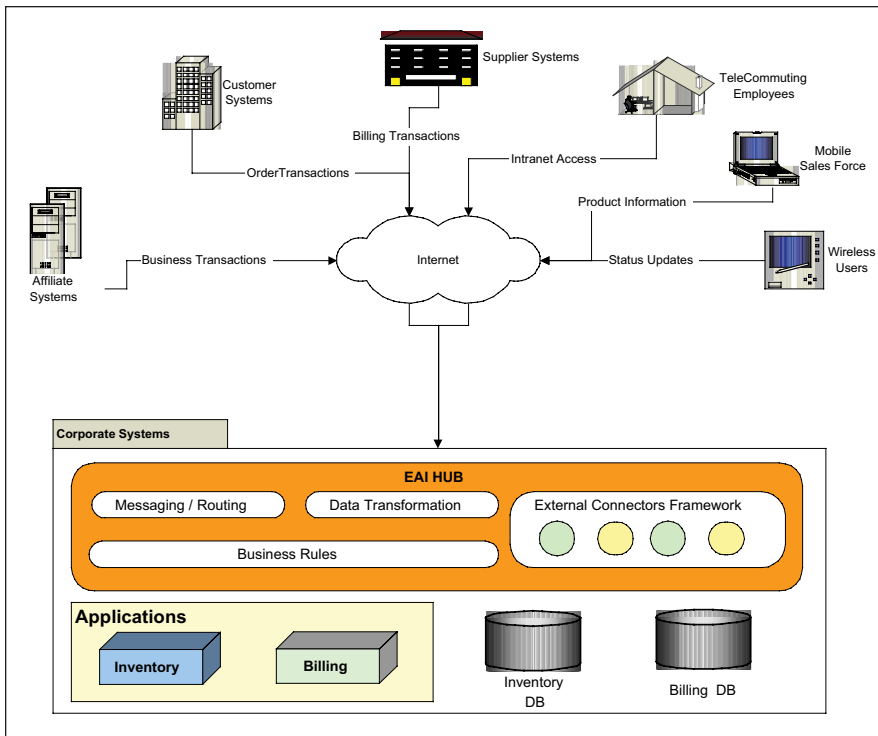 Customer
Systems
Supplier Systems
TeleCommuting
Employees
Mobile
Sales Force
Billing Transactions
OrderTransactions
Intranet Access
Product Information
Affiliate
Systems
Business Transactions
Internet
Status Updates
Wireless
Users
Corporate Systems
EAI HUB
Messaging / Routing
Data Transformation
External Connectors Framework
Business Rules
Applications
Inventory
Billing
Inventory
DB
Billing DB